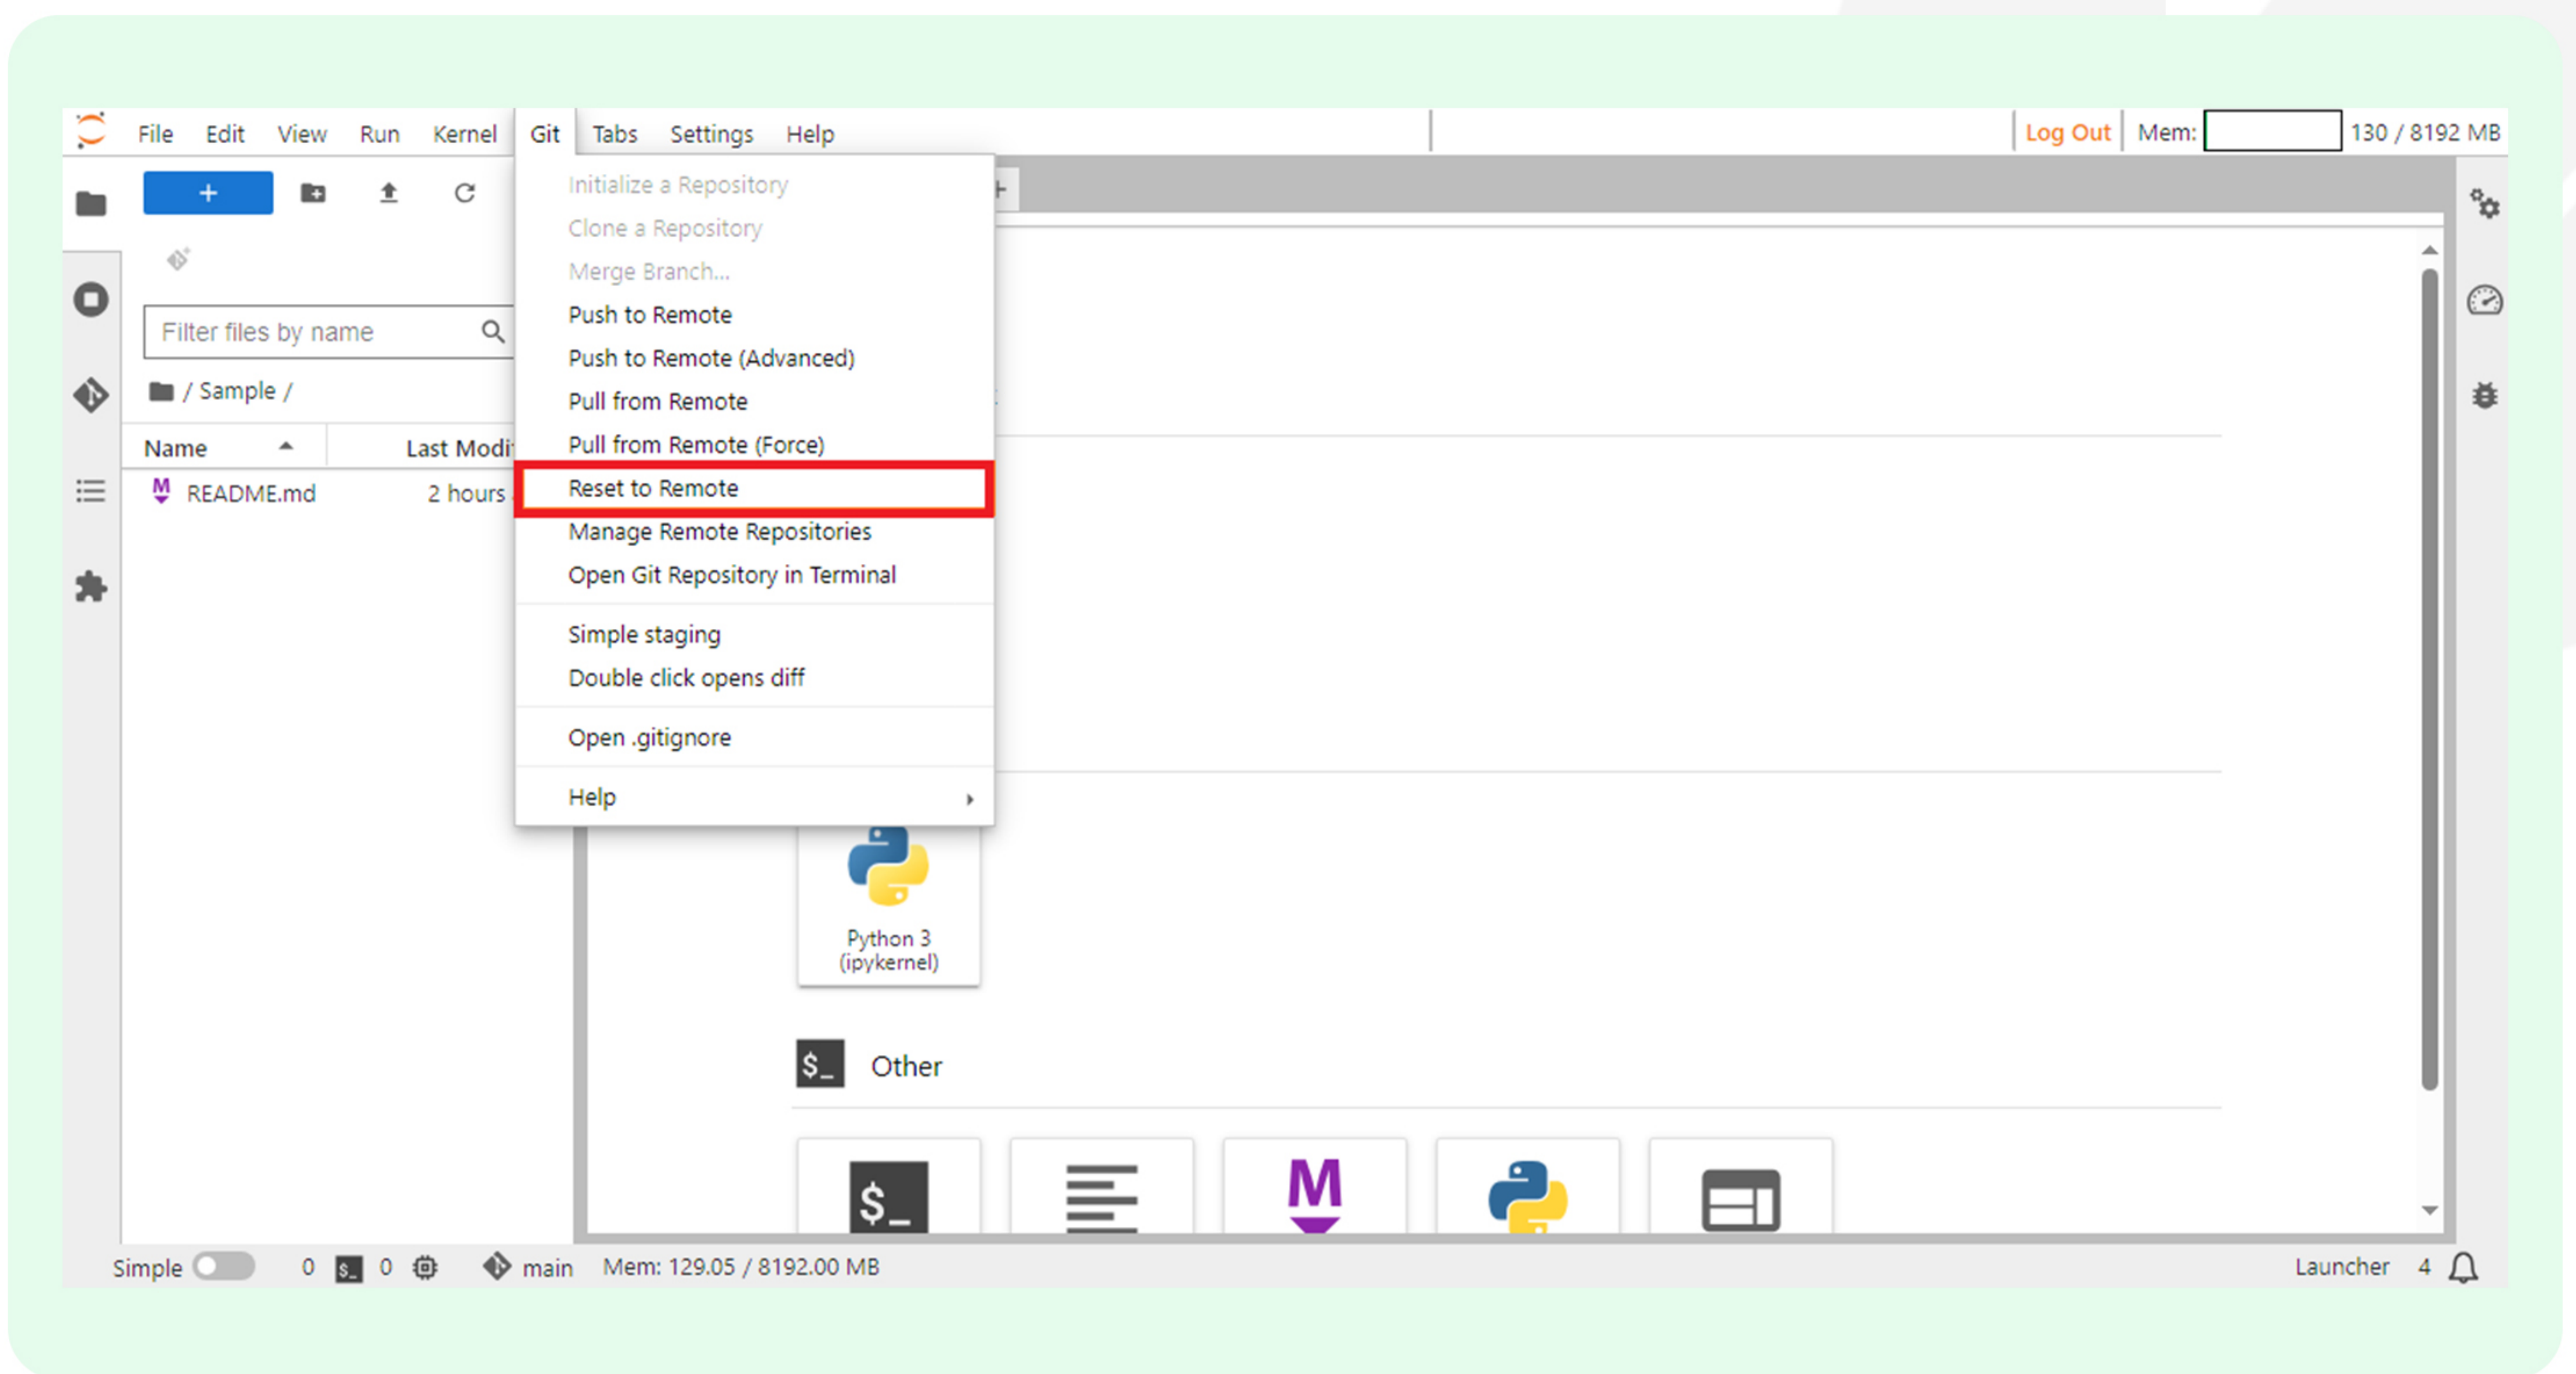 File Edit View Run Kernel Git Tabs Settings Help Log Out Mem: 130 / 8192 MB
+
Filter files by name
/ Sample /
Name Last Modi
README.md 2 hours
Initialize a Repository
Clone a Repository
Merge Branch...
Push to Remote
Push to Remote (Advanced)
Pull from Remote
Pull from Remote (Force)
Reset to Remote
Manage Remote Repositories
Open Git Repository in Terminal
Simple staging
Double click opens diff
Open .gitignore
Help
Python 3
(ipykernel)
$_ Other
$_ M
Simple 0 $_ 0 main Mem: 129.05 / 8192.00 MB Launcher 4